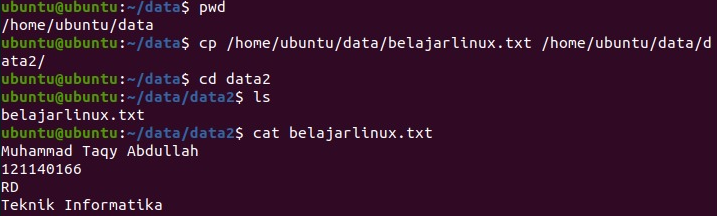 ubuntu@ubuntu:~/data$ pwd
/home/ubuntu/data
ubuntu@ubuntu:~/data$ cp /home/ubuntu/data/belajarlinux.txt /home/ubuntu/data/d
ata2/
ubuntu@ubuntu:~/data$ cd data2
ubuntu@ubuntu:~/data/data2$ ls
belajarlinux.txt
ubuntu@ubuntu:~/data/data2$ cat belajarlinux.txt
Muhammad Taqy Abdullah
121140166
RD
Teknik Informatika